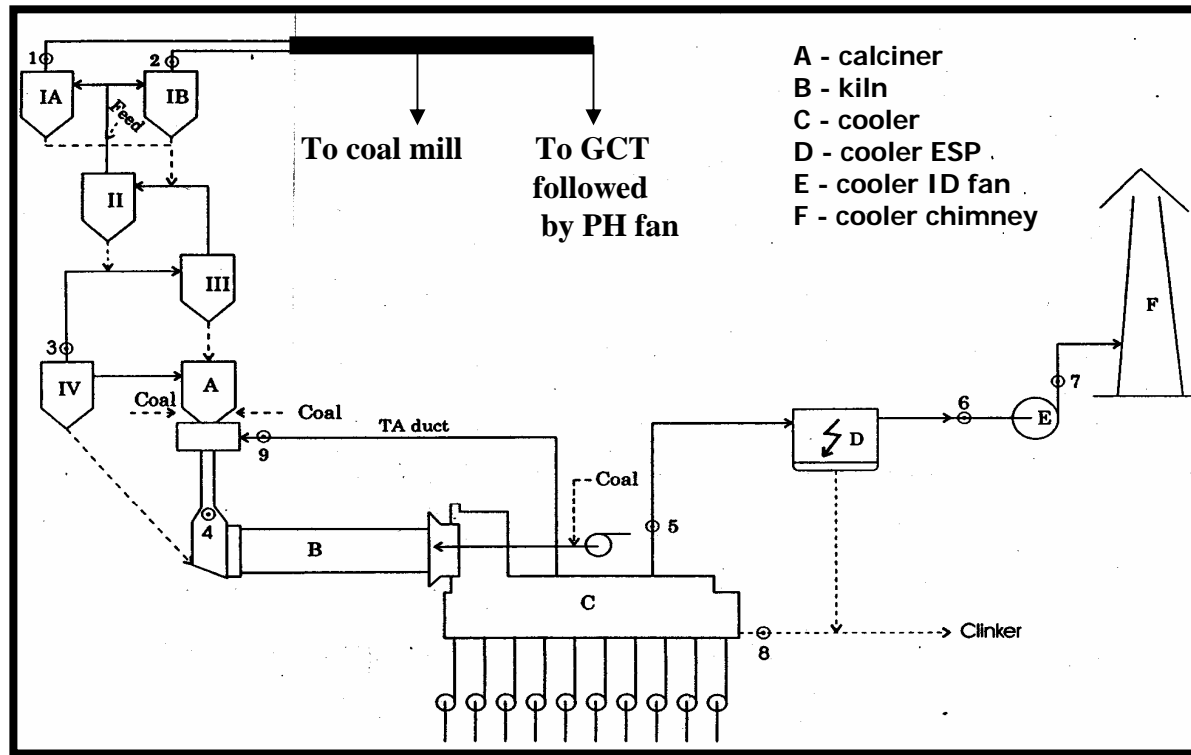 1
2
IA
IB
Feed
To coal mill
To GCT
followed
by PH fan
A - calciner
B - kiln
C - cooler
D - cooler ESP
E - cooler ID fan
F - cooler chimney
II
III
3
IV
A
Coal
Coal
TA duct
9
4
B
Coal
5
C
D
6
E
7
F
8
Clinker